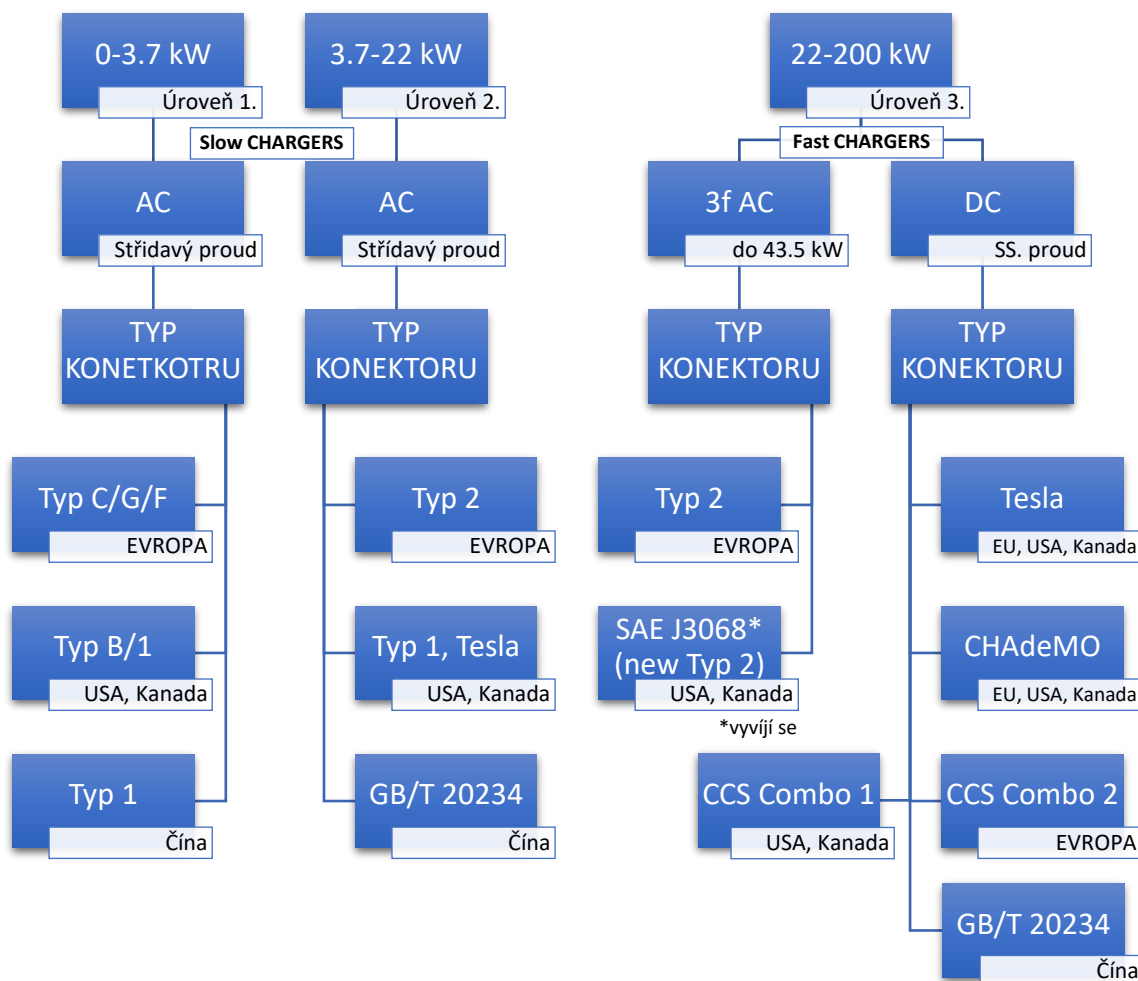 0-3.7 kW
Úroveň 1.
3.7-22 kW
Úroveň 2.
22-200 kW
Úroveň 3.
Slow CHARGERS
Fast CHARGERS
AC
Střidavý proud
AC
Střídavý proud
3f AC
do 43.5 kW
DC
SS. proud
TYP
KONETKOTRU
TYP
KONEKTORU
TYP
KONEKTORU
TYP
KONEKTORU
Typ C/G/F
EVROPA
Typ 2
EVROPA
Typ 2
EVROPA
Tesla
EU, USA, Kanada
Typ B/1
USA, Kanada
Typ 1, Tesla
USA, Kanada
SAE J3068*
(new Typ 2)
USA, Kanada
*vyvíjí se
CHAdeMO
EU, USA, Kanada
Typ 1
Čína
GB/T 20234
Čína
CCS Combo 1
USA, Kanada
CCS Combo 2
EVROPA
GB/T 20234
Čína